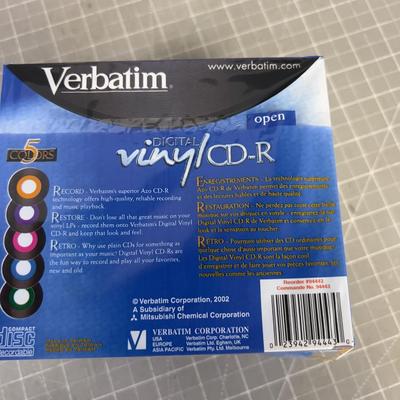 Verbatim®
www.verbatim.com
open
5
COLORS
DIGITAL
vinyl CD-R
RECORD - Verbatim's superior Azo CD-R
technology offers high-quality, reliable recording
and music playback.
RESTORE - Don't lose all that great music on your
vinyl LPs - record them onto Verbatim's Digital Vinyl
CD-R and keep that look and feel!
RETRO - Why use plain CDs for something as
important as your music? Digital Vinyl CD-Rs are
the fun way to record and play all your favorites,
new and old.
ENREGISTREMENTS - La technologie supérieure
Azo CD-R de Verbatim permet des enregistrements
et des lectures fiables et de haute qualité.
RESTAURATION - Ne perdez pas toute cette bonne
musique sur vos disques en vinyle - enregistrez-la sur
Digital Vinyl CD-R de Verbatim et conservez-en le
look et la sensation au toucher.
RETRO - Pourquoi utiliser des CD ordinaires pour
quelque chose d'aussi important que votre musique.
Les Digital Vinyl CD-R sont la façon cool
d'enregistrer et de faire jouer vos pièces favorites,
nouvelles comme anciennes
© Verbatim Corporation, 2002
A Subsidiary of
Mitsubishi Chemical Corporation
Reorder #94443
Commande No. 94443
0 23942 94443 0
COMPACT
disc
Recordable
VERBATIM CORPORATION
USA Verbatim Corp. Charlotte, NC
EUROPE Verbatim Ltd. Egham, UK
ASIA PACIFIC Verbatim Pty. Ltd. Melbourne